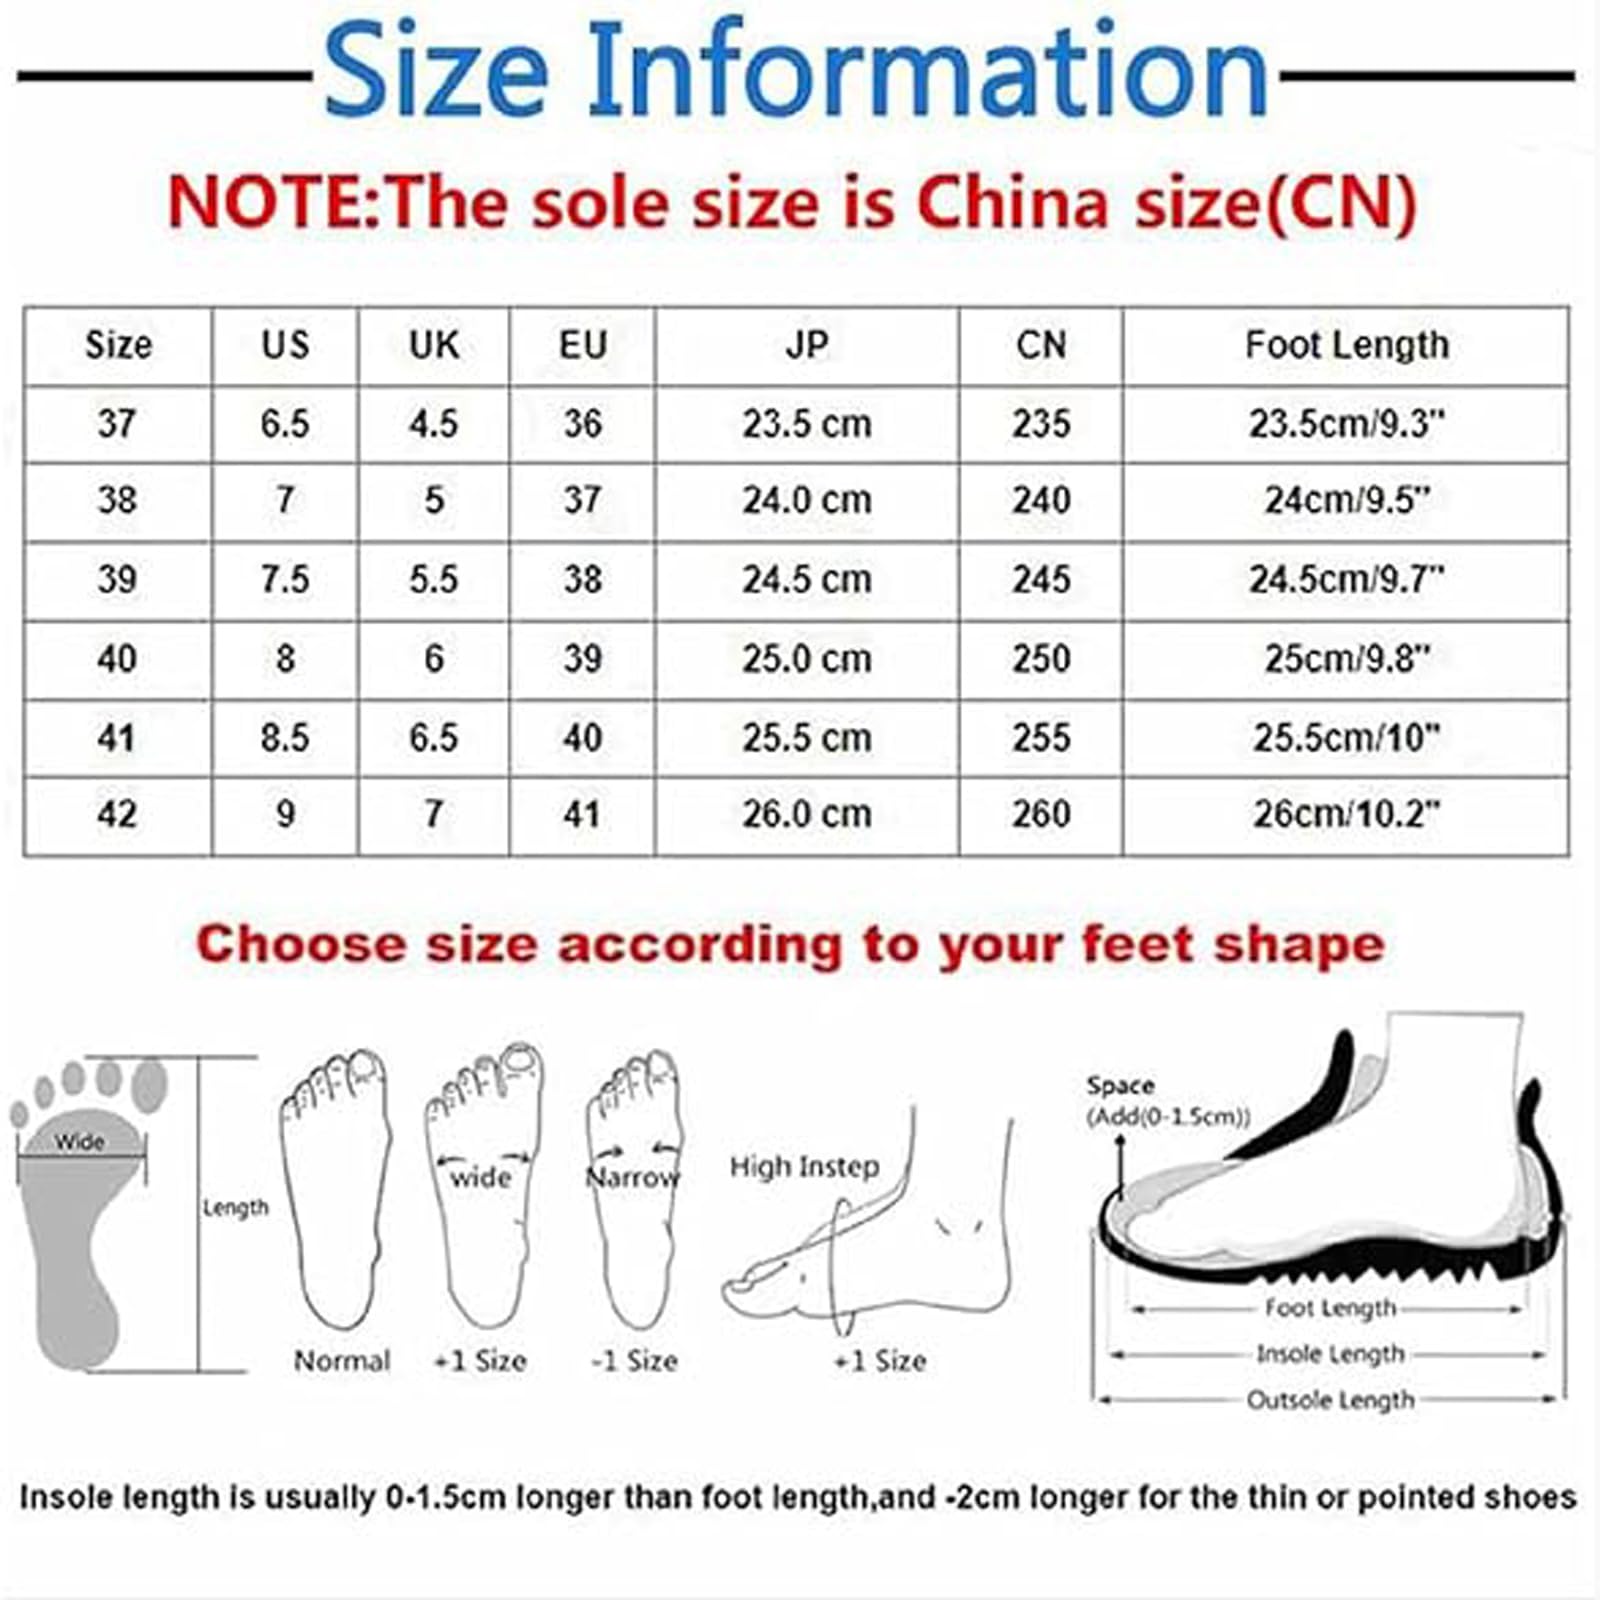 Size Information
NOTE:The sole size is China size(CN)
Size US UK EU JP CN Foot Length
37 6.5 4.5 36 23.5 cm 235 23.5cm/9.3"
38 7 5 37 24.0 cm 240 24cm/9.5"
39 7.5 5.5 38 24.5 cm 245 24.5cm/9.7"
40 8 6 39 25.0 cm 250 25cm/9.8"
41 8.5 6.5 40 25.5 cm 255 25.5cm/10"
42 9 7 41 26.0 cm 260 26cm/10.2"
Choose size according to your feet shape
Wide
Length
Normal
wide
+1 Size
Narrow
-1 Size
High Instep
+1 Size
Space
(Add(0-1.5cm))
Foot Length
Insole Length
Outsole Length
Insole length is usually 0-1.5cm longer than foot length,and -2cm longer for the thin or pointed shoes